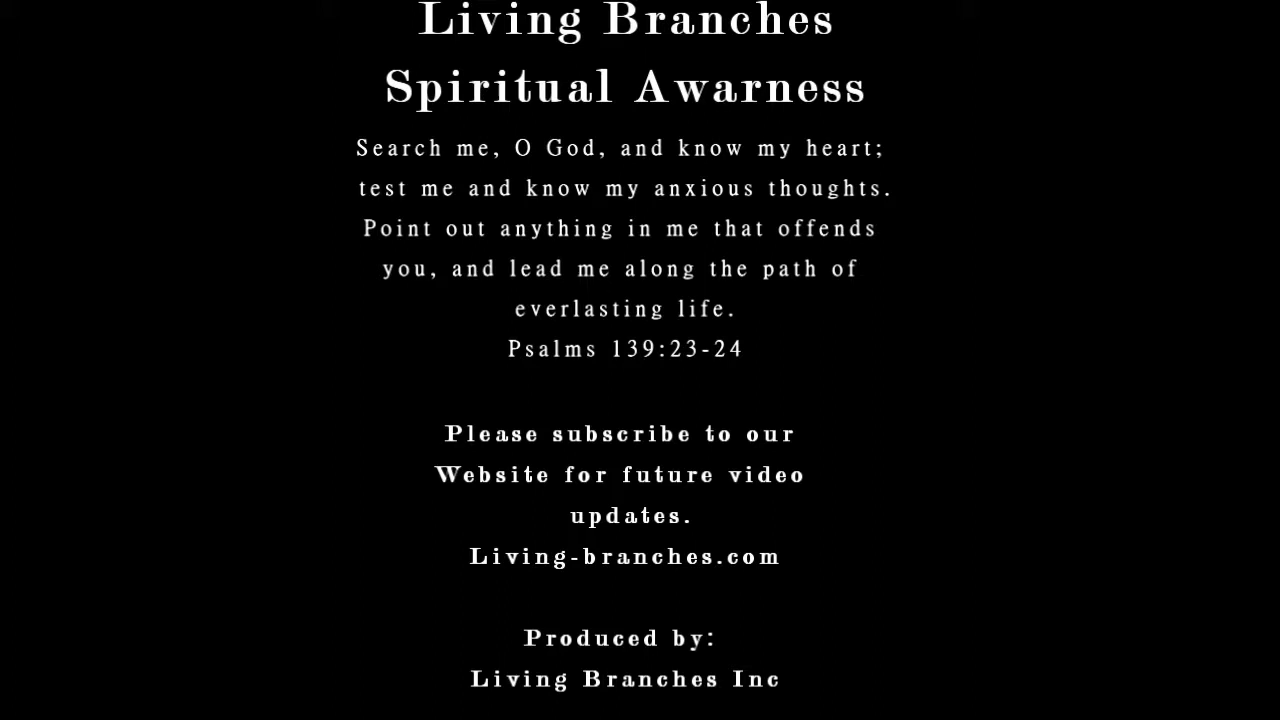 Living Branches
Spiritual Awarness
Search me, O God, and know my heart;
test me and know my anxious thoughts.
Point out anything in me that offends
you, and lead me along the path of
everlasting life.
Psalms 139:23-24
Please subscribe to our
Website for future video
updates.
Living-branches.com
Produced by:
Living Branches Inc